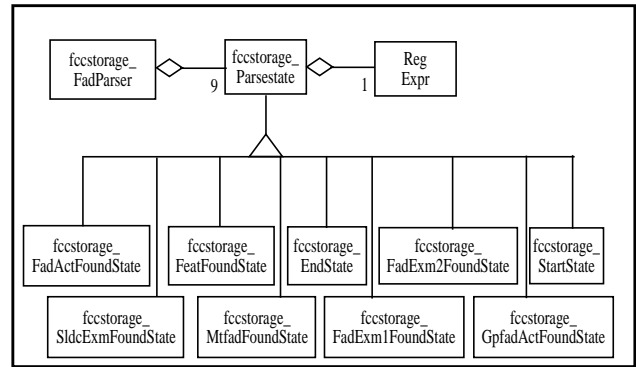 fccstorage_
FadParser
9
fccstorage_
Parsestate
1
Reg
Expr
fccstorage_
FadActFoundState
fccstorage_
FeatFoundState
fccstorage_
EndState
fccstorage_
FadExm2FoundState
fccstorage_
StartState
fccstorage_
SldcExmFoundState
fccstorage_
MtfadFoundState
fccstorage_
FadExm1FoundState
fccstorage_
GpfadActFoundState